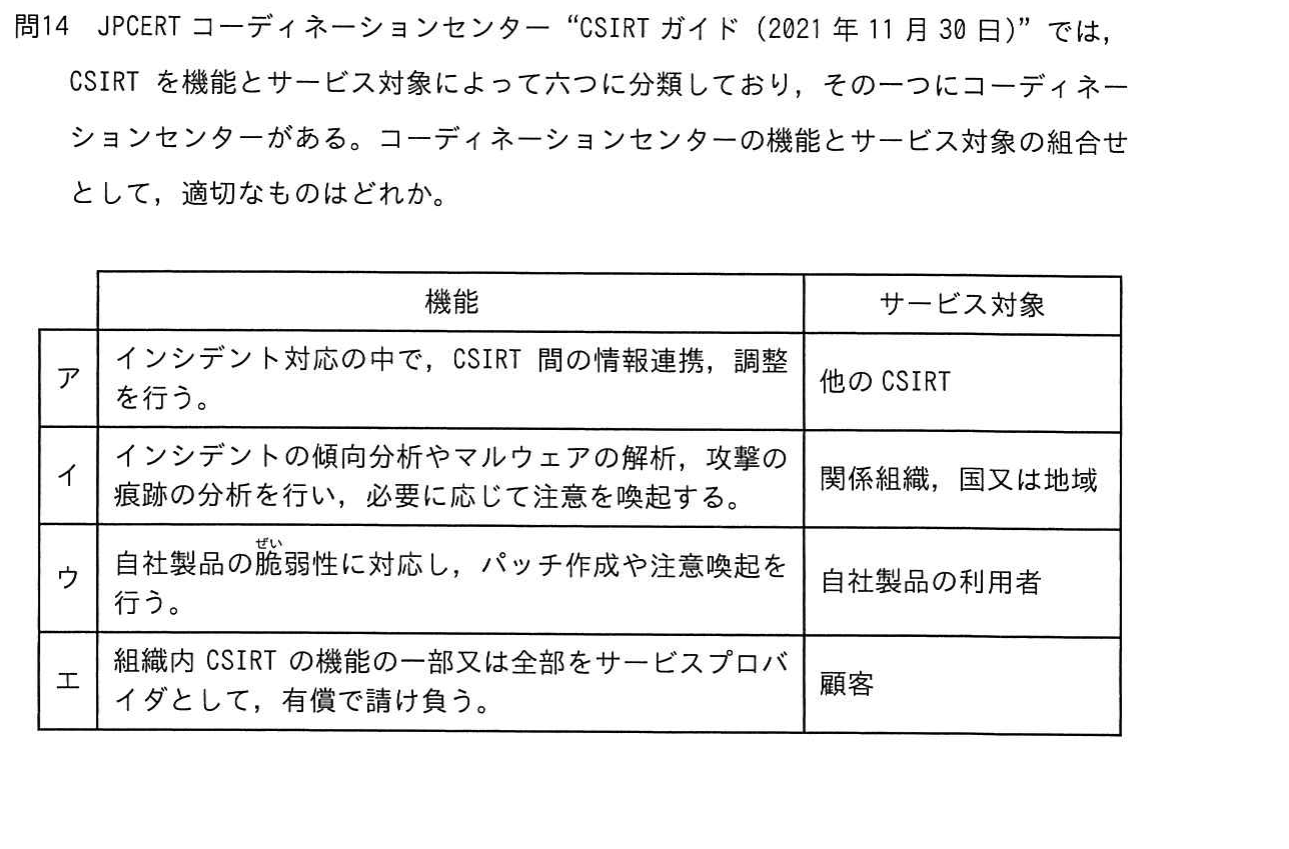 問14 JPCERT コーディネーションセンター“CSIRT ガイド（2021 年 11 月 30 日）”では，
CSIRT を機能とサービス対象によって六つに分類しており，その一つにコーディネー
ションセンターがある。コーディネーションセンターの機能とサービス対象の組合せ
として，適切なものはどれか。
機能 サービス対象
ア インシデント対応の中で，CSIRT 間の情報連携，調整
を行う。
他の CSIRT
イ インシデントの傾向分析やマルウェアの解析，攻撃の
痕跡の分析を行い，必要に応じて注意を喚起する。
関係組織，国又は地域
ぜい
ウ 自社製品の脆弱性に対応し，パッチ作成や注意喚起を
行う。
自社製品の利用者
エ 組織内 CSIRT の機能の一部又は全部をサービスプロバ
イダとして，有償で請け負う。
顧客